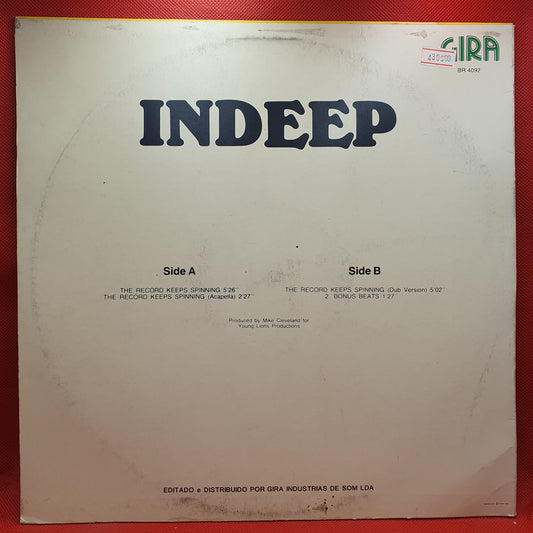 GIRA
430$00
BR 4092
INDEEP
Side A
THE RECORD KEEPS SPINNING 5'26"
THE RECORD KEEPS SPINNING (Acapella) 2'27"
Side B
THE RECORD KEEPS SPINNING (Dub Version) 5'02"
2. BONUS BEATS 1'27"
Produced by Mike Cleveland for
Young Lions Productions
EDITADO e DISTRIBUIDO POR GIRA INDUSTRIAS DE SOM LDA